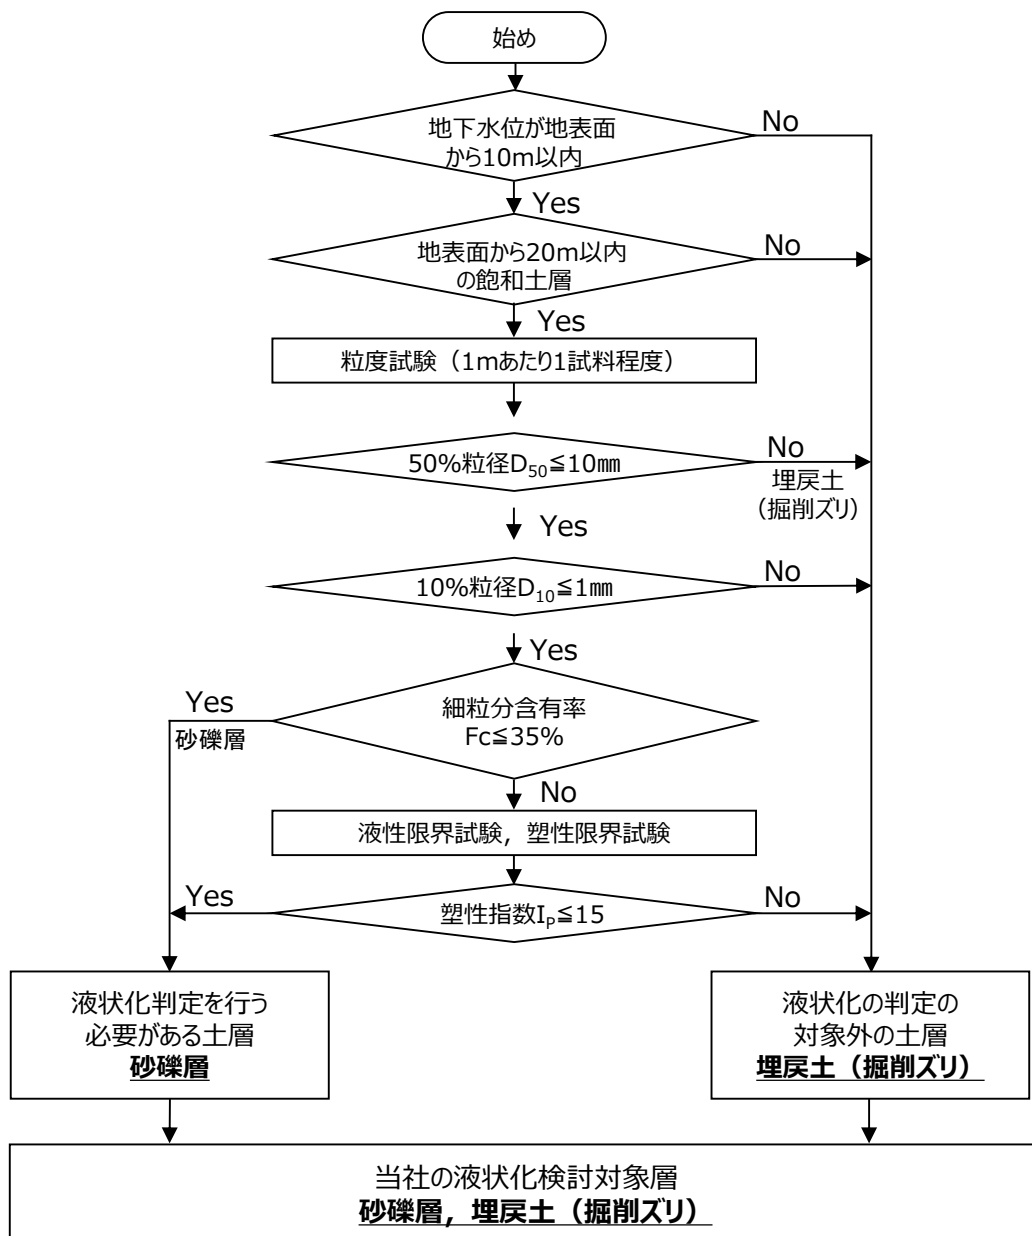 始め
地下水位が地表面
から10m以内
No
Yes
地表面から20m以内
の飽和土層
No
Yes
粒度試験（1mあたり1試料程度）
50%粒径D50≦10㎜
No
埋戻土
（掘削ズリ）
Yes
10%粒径D10≦1㎜
No
Yes
細粒分含有率
Fc≦35%
Yes
砂礫層
No
液性限界試験，塑性限界試験
塑性指数IP≦15
Yes
No
液状化判定を行う
必要がある土層
砂礫層
液状化の判定の
対象外の土層
埋戻土（掘削ズリ）
当社の液状化検討対象層
砂礫層，埋戻土（掘削ズリ）